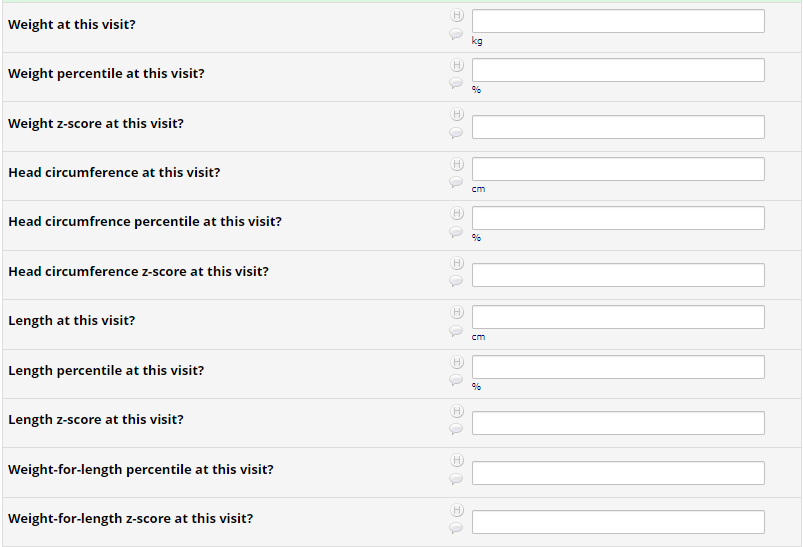 Weight at this visit?
H
kg
Weight percentile at this visit?
H
%
Weight z-score at this visit?
H
Head circumference at this visit?
H
cm
Head circumfrence percentile at this visit?
H
%
Head circumference z-score at this visit?
H
Length at this visit?
H
cm
Length percentile at this visit?
H
%
Length z-score at this visit?
H
Weight-for-length percentile at this visit?
H
Weight-for-length z-score at this visit?
H